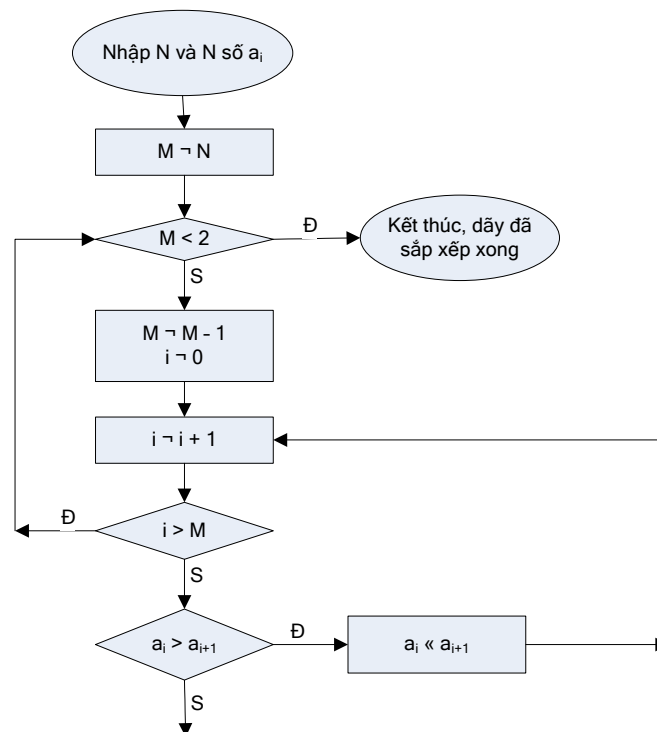 Nhập N và N số aᵢ
M ¬ N
M < 2
Đ
Kết thúc, dãy đã
sắp xếp xong
S
M ¬ M - 1
i ¬ 0
i ¬ i + 1
Đ
i > M
S
aᵢ > aᵢ₊₁
Đ
aᵢ « aᵢ₊₁
S